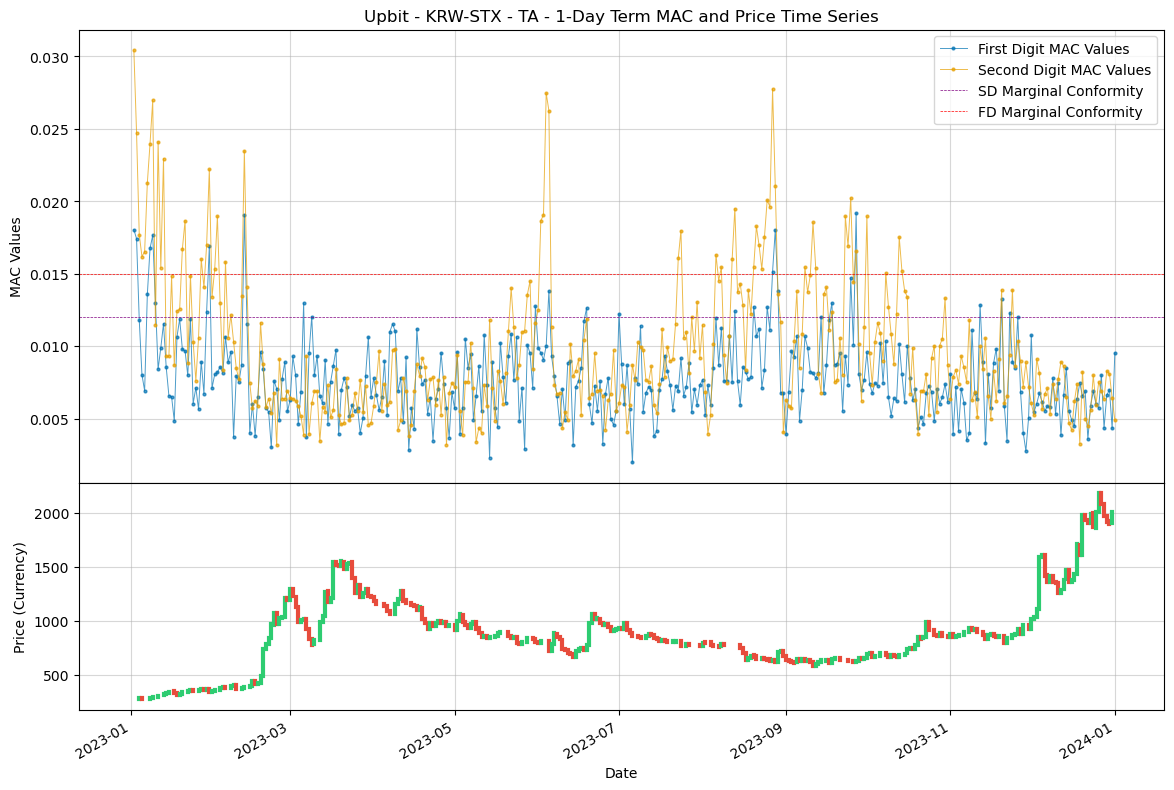 Upbit - KRW-STX - TA - 1-Day Term MAC and Price Time Series
First Digit MAC Values
Second Digit MAC Values
SD Marginal Conformity
FD Marginal Conformity
MAC Values
0.030
0.025
0.020
0.015
0.010
0.005
Price (Currency)
2000
1500
1000
500
2023-01
2023-03
2023-05
2023-07
2023-09
2023-11
2024-01
Date